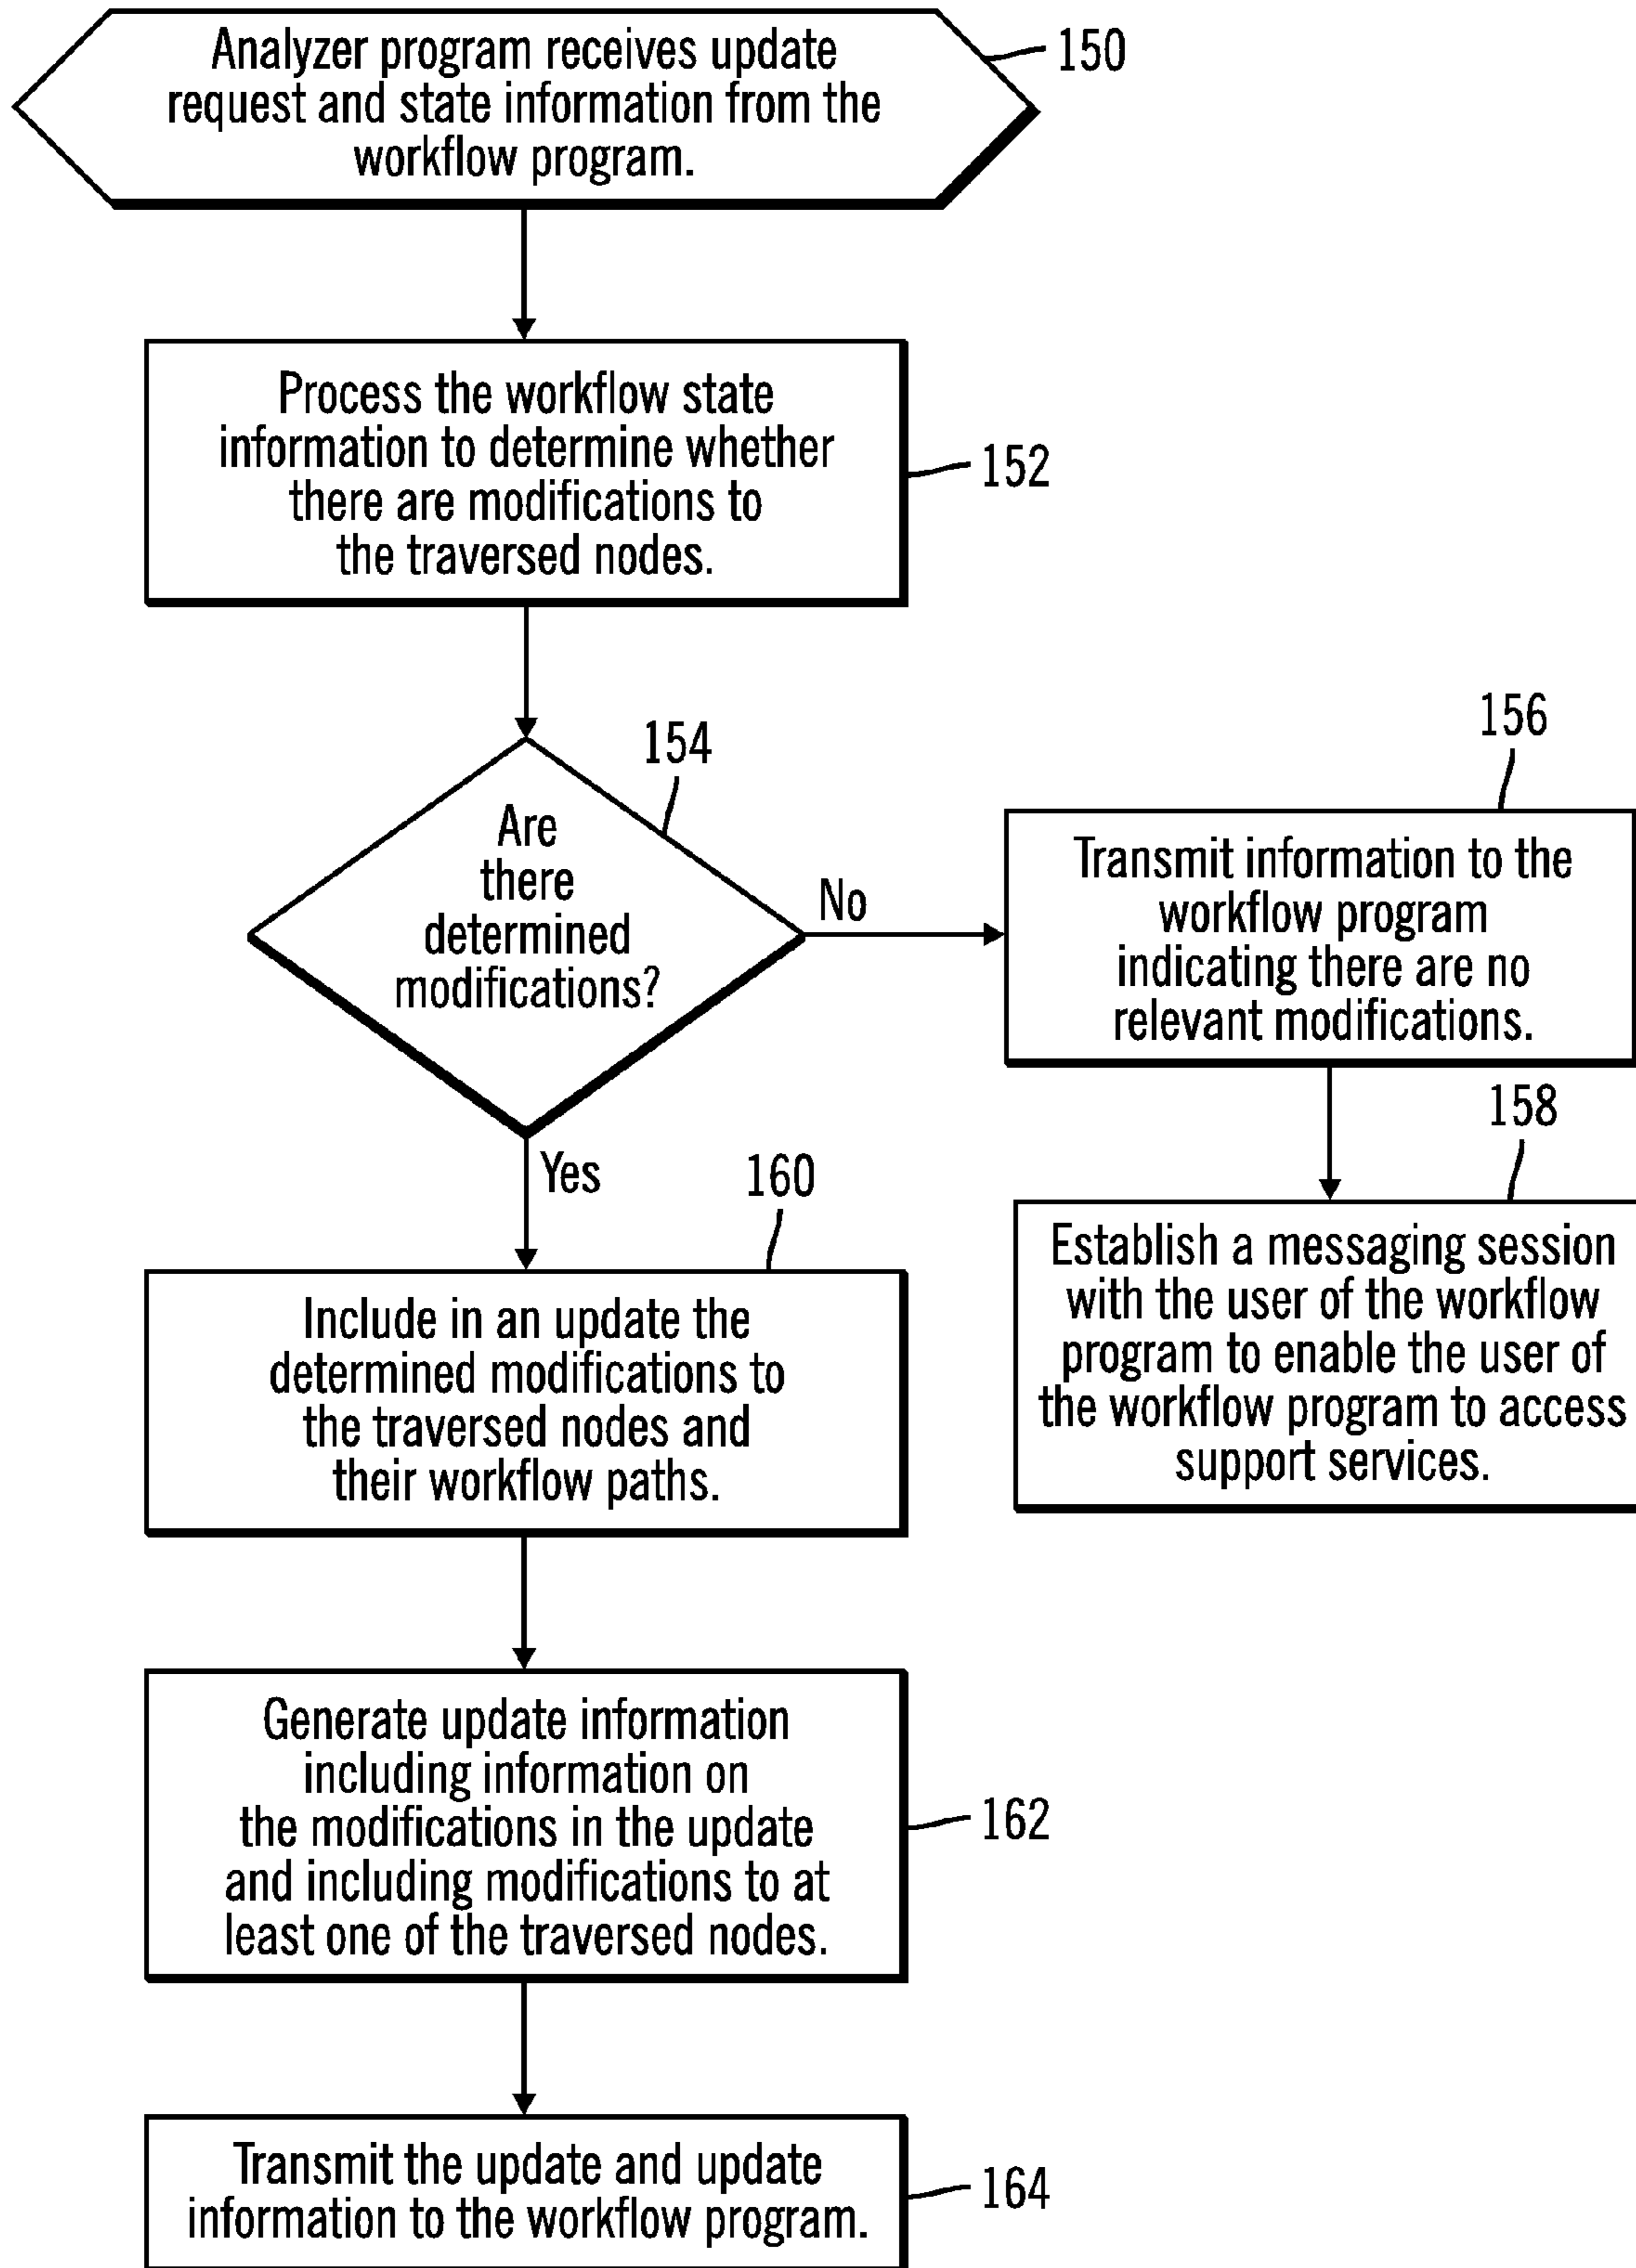 Analyzer program receives update
request and state information from the
workflow program.
150
Process the workflow state
information to determine whether
there are modifications to
the traversed nodes.
152
154
Are
there
determined
modifications?
No
Yes
156
Transmit information to the
workflow program
indicating there are no
relevant modifications.
158
Establish a messaging session
with the user of the workflow
program to enable the user of
the workflow program to access
support services.
160
Include in an update the
determined modifications to
the traversed nodes and
their workflow paths.
Generate update information
including information on
the modifications in the update
and including modifications to at
least one of the traversed nodes.
162
Transmit the update and update
information to the workflow program.
164